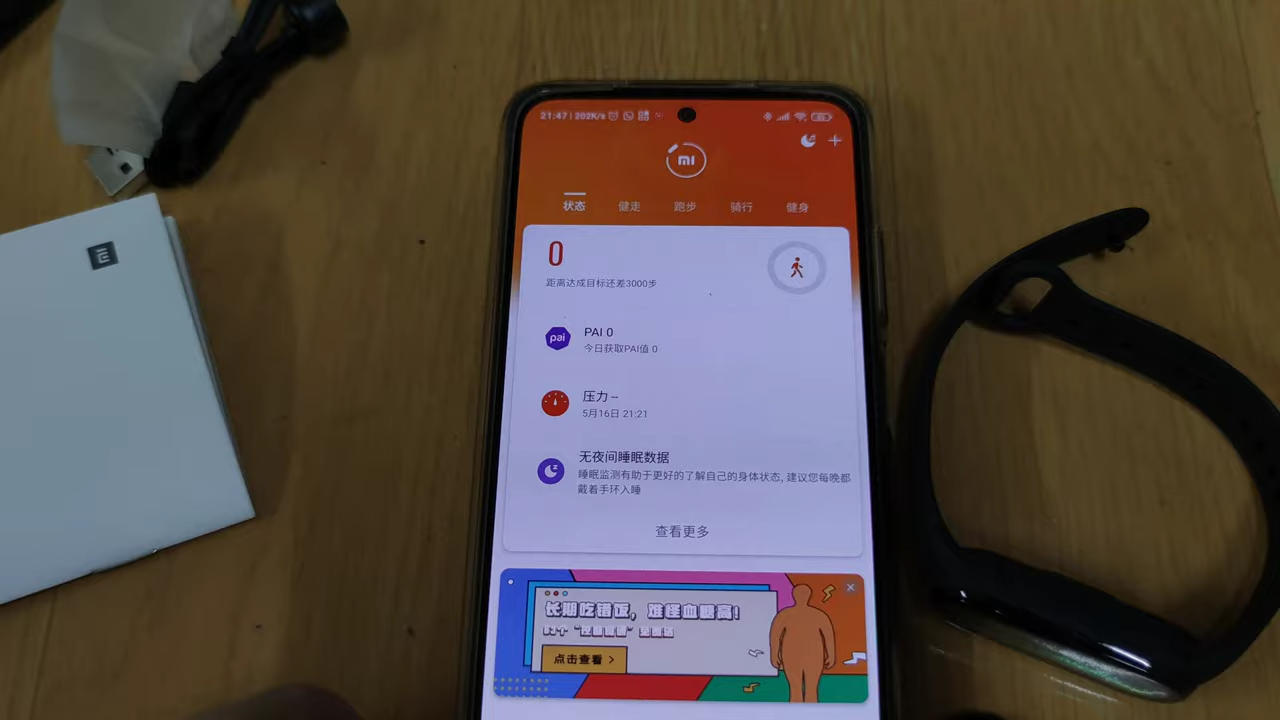 21:47 | 202K/s
mi
状态 健走 跑步 骑行 健身
0
距离达成目标还差3000步
pai
PAI 0
今日获取PAI值 0
压力 --
5月16日 21:21
无夜间睡眠数据
睡眠监测有助于更好的了解自己的身体状态, 建议您每晚都
戴着手环入睡
查看更多
长期吃错饭，难怪血糖高!
点击查看 >